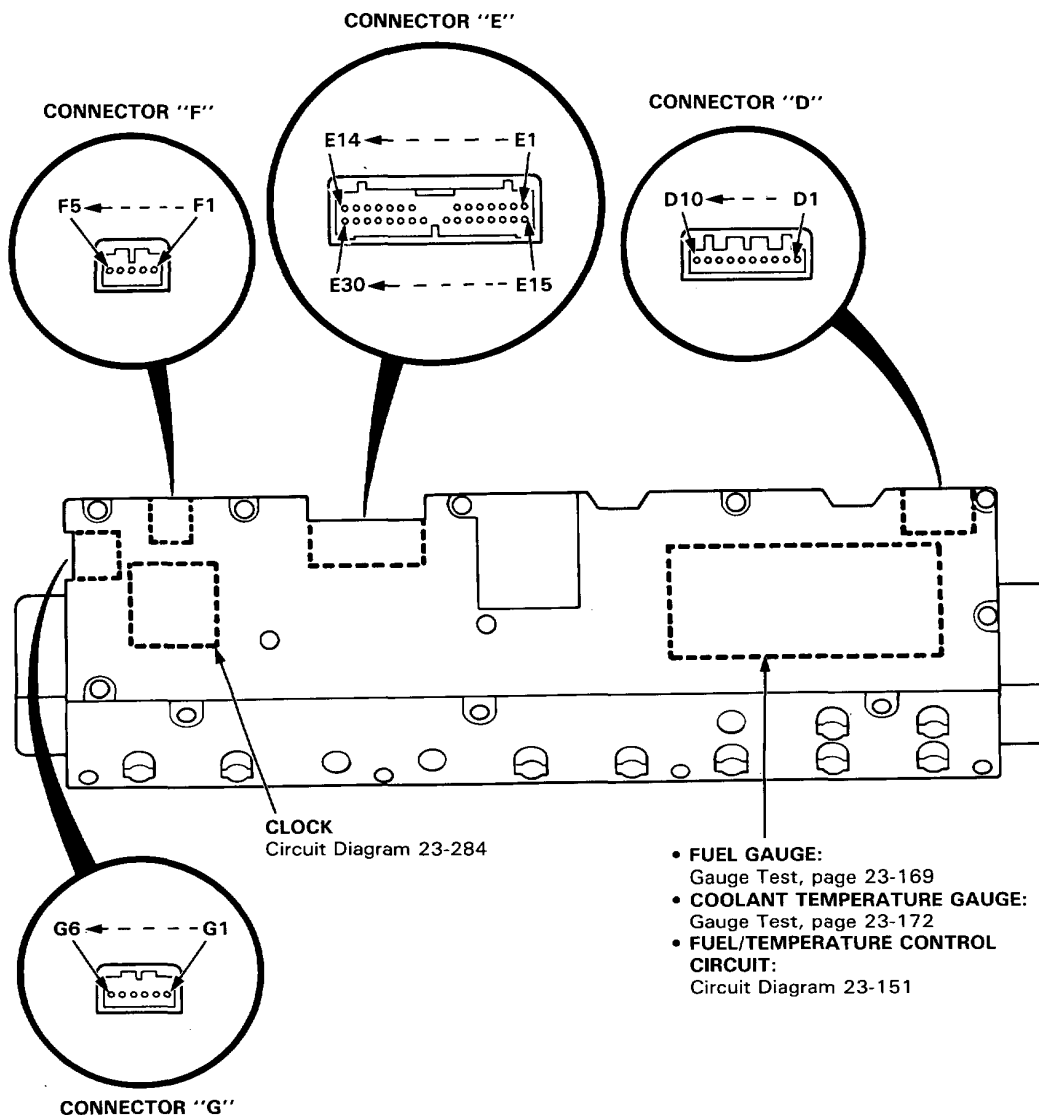 CONNECTOR "E"
CONNECTOR "F"
CONNECTOR "D"
E14 E1
E30 E15
F5 F1
D10 D1
CLOCK
Circuit Diagram 23-284
• FUEL GAUGE:
Gauge Test, page 23-169
• COOLANT TEMPERATURE GAUGE:
Gauge Test, page 23-172
• FUEL/TEMPERATURE CONTROL
CIRCUIT:
Circuit Diagram 23-151
G6 G1
CONNECTOR "G"